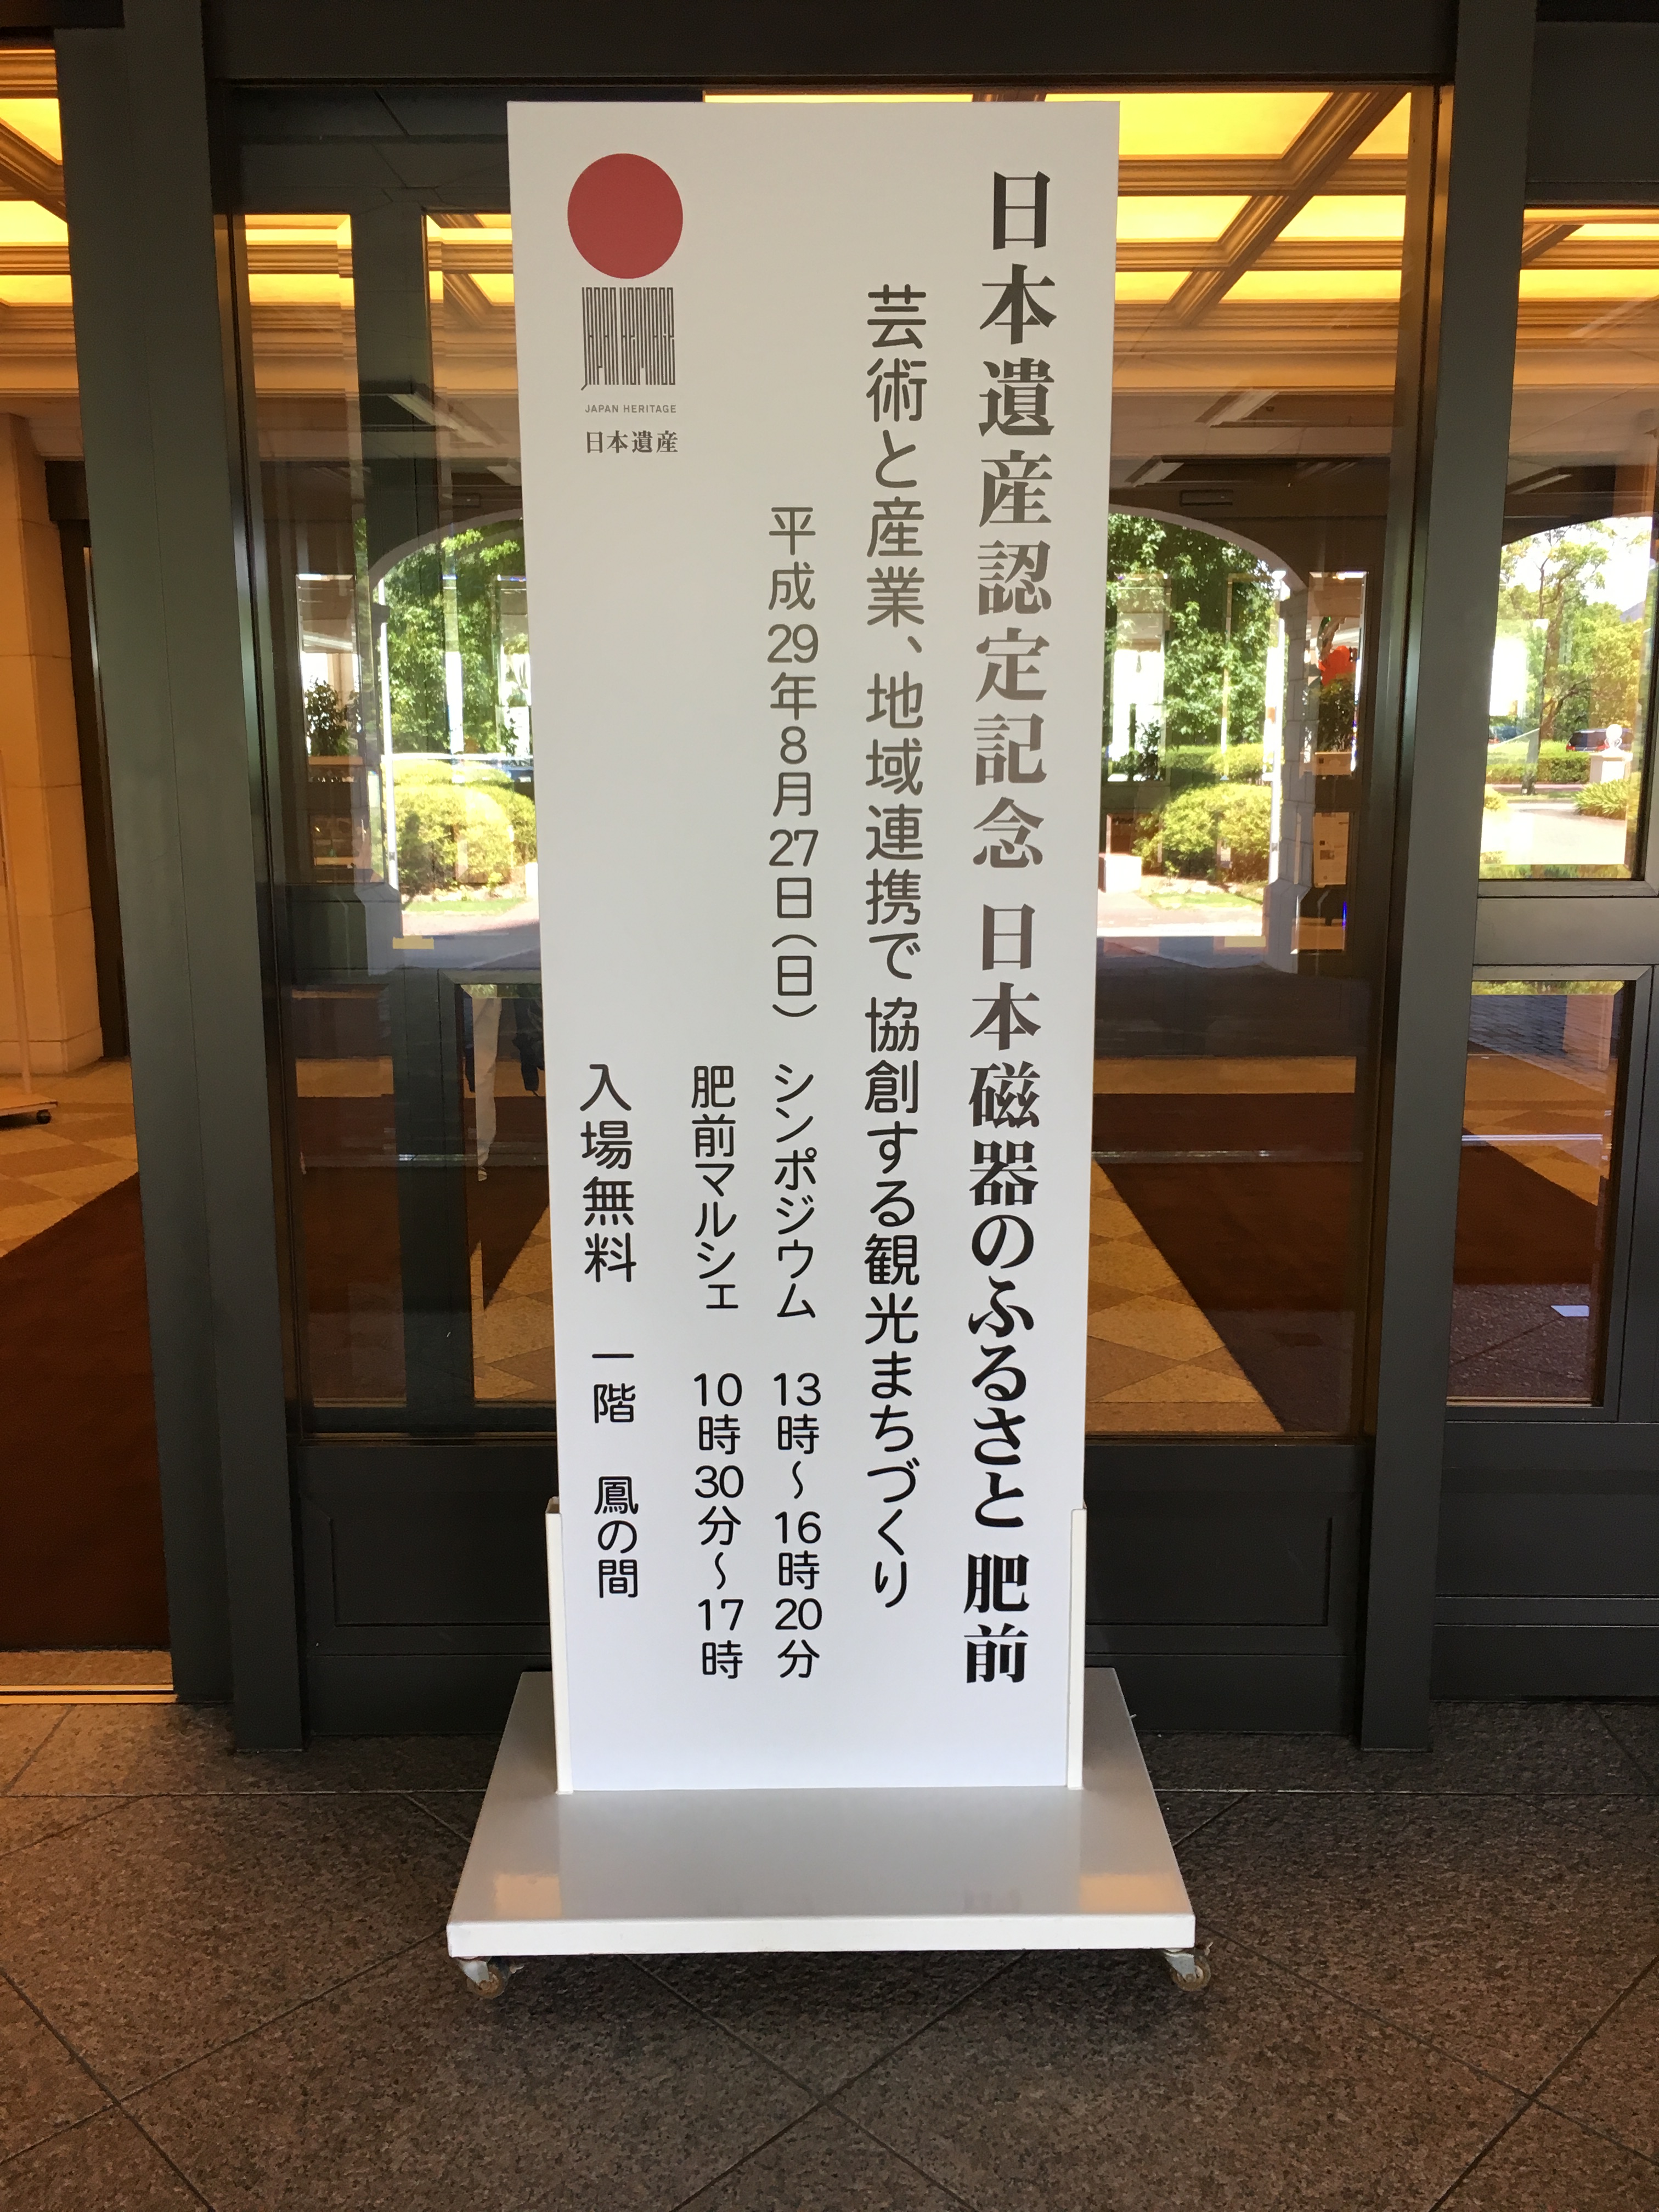 日本遺産認定記念 日本磁器のふるさと 肥前
芸術と産業、地域連携で 協創する観光まちづくり
平成29年8月27日(日) シンポジウム 13時〜16時20分
肥前マルシェ 10時30分〜17時
入場無料 一階 鳳の間
JAPAN HERITAGE
JAPAN HERITAGE
日本遺産